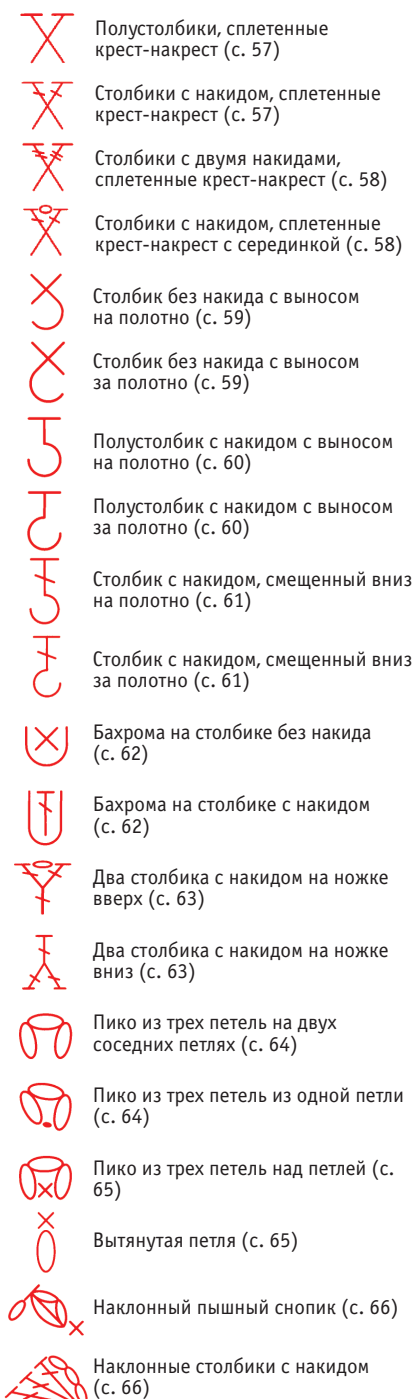 Полустолбики, сплетенные
крест-накрест (с. 57)
Столбики с накидом, сплетенные
крест-накрест (с. 57)
Столбики с двумя накидами,
сплетенные крест-накрест (с. 58)
Столбики с накидом, сплетенные
крест-накрест с серединкой (с. 58)
Столбик без накида с выносом
на полотно (с. 59)
Столбик без накида с выносом
за полотно (с. 59)
Полустолбик с накидом с выносом
на полотно (с. 60)
Полустолбик с накидом с выносом
за полотно (с. 60)
Столбик с накидом, смещенный вниз
на полотно (с. 61)
Столбик с накидом, смещенный вниз
за полотно (с. 61)
Бахрома на столбике без накида
(с. 62)
Бахрома на столбике с накидом
(с. 62)
Два столбика с накидом на ножке
вверх (с. 63)
Два столбика с накидом на ножке
вниз (с. 63)
Пико из трех петель на двух
соседних петлях (с. 64)
Пико из трех петель из одной петли
(с. 64)
Пико из трех петель над петлей (с.
65)
Вытянутая петля (с. 65)
Наклонный пышный снопик (с. 66)
Наклонные столбики с накидом
(с. 66)